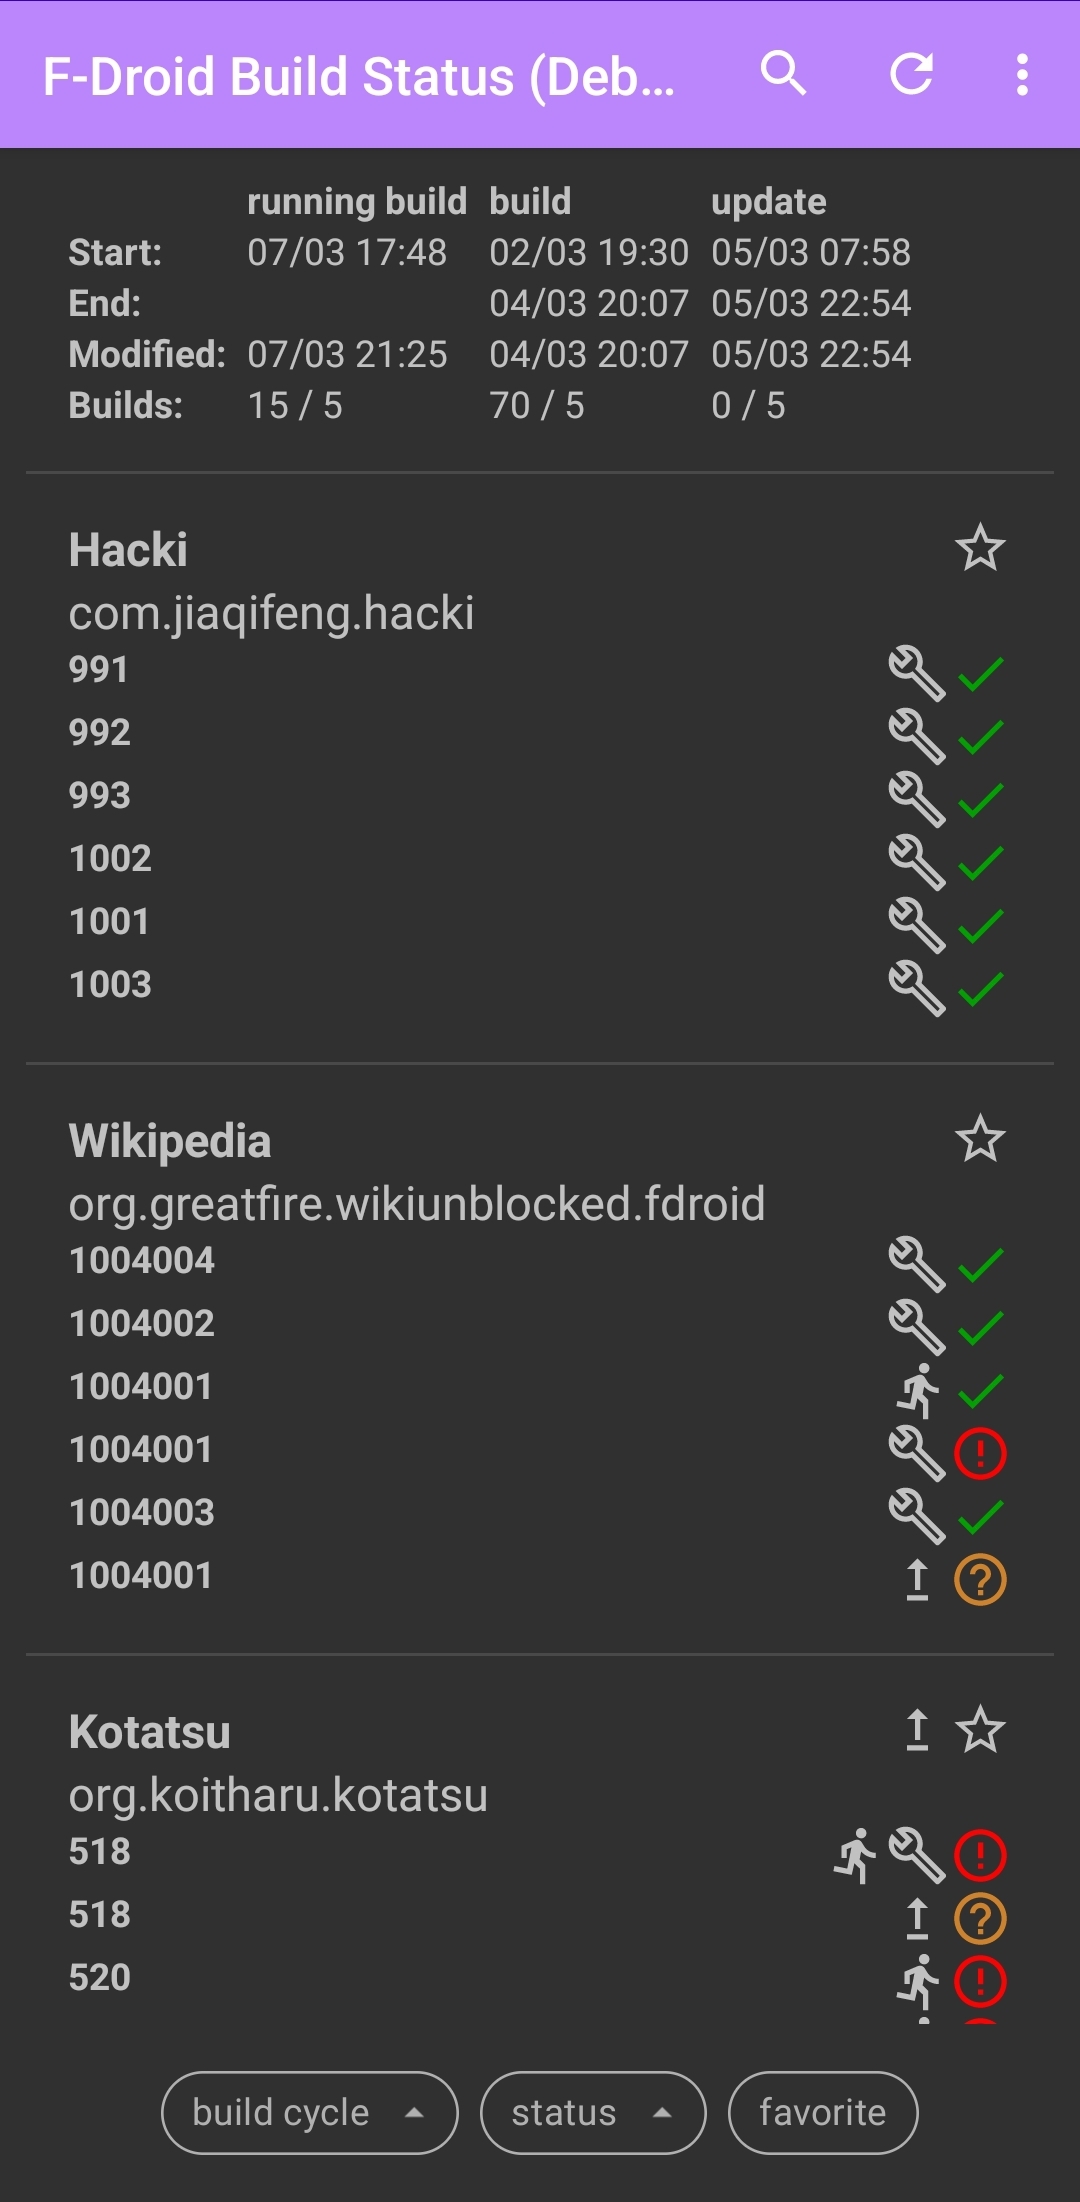 F-Droid Build Status (Deb...
running build build update
Start: 07/03 17:48 02/03 19:30 05/03 07:58
End: 04/03 20:07 05/03 22:54
Modified: 07/03 21:25 04/03 20:07 05/03 22:54
Builds: 15 / 5 70 / 5 0 / 5
Hacki
com.jiaqifeng.hacki
991
992
993
1002
1001
1003
Wikipedia
org.greatfire.wikiunblocked.fdroid
1004004
1004002
1004001
1004001
1004003
1004001
Kotatsu
org.koitharu.kotatsu
518
518
520
build cycle status favorite